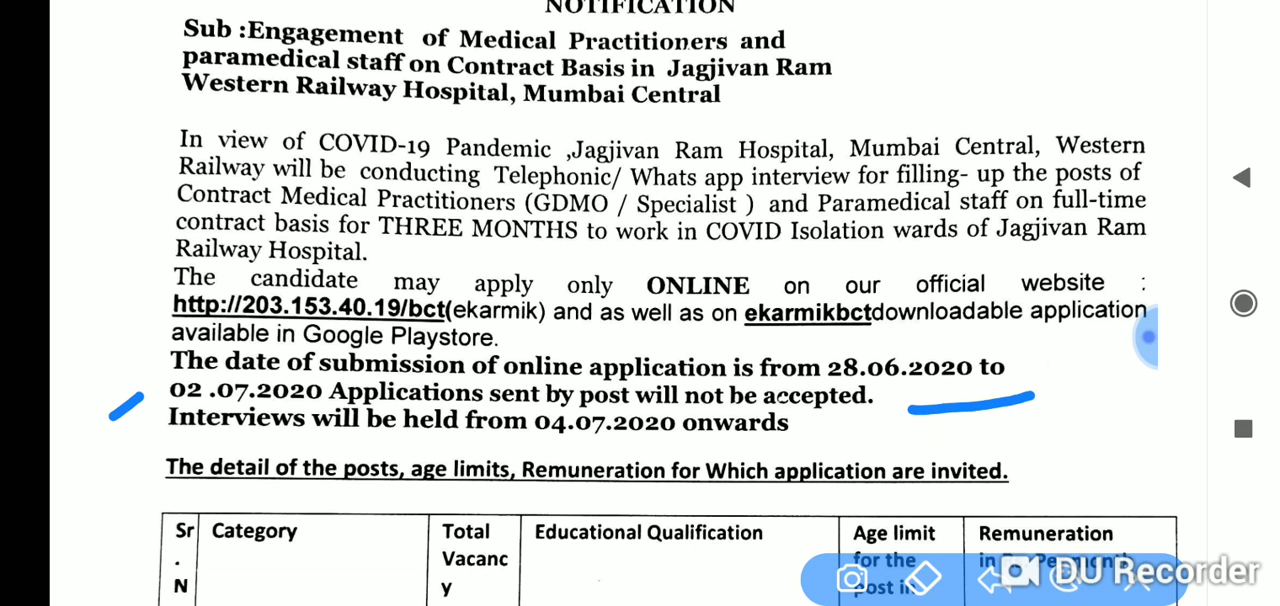 NOTIFICATION
Sub :Engagement of Medical Practitioners and
paramedical staff on Contract Basis in Jagjivan Ram
Western Railway Hospital, Mumbai Central
In view of COVID-19 Pandemic ,Jagjivan Ram Hospital, Mumbai Central, Western
Railway will be conducting Telephonic/ Whats app interview for filling- up the posts of
Contract Medical Practitioners (GDMO / Specialist ) and Paramedical staff on full-time
contract basis for THREE MONTHS to work in COVID Isolation wards of Jagjivan Ram
Railway Hospital.
The candidate may apply only ONLINE on our official website :
http://203.153.40.19/bct(ekarmik) and as well as on ekarmikbctdownloadable application
available in Google Playstore.
The date of submission of online application is from 28.06.2020 to
02 .07.2020 Applications sent by post will not be accepted.
Interviews will be held from 04.07.2020 onwards
The detail of the posts, age limits, Remuneration for Which application are invited.
Sr Category Total Educational Qualification Age limit Remuneration
. Vacanc for the in
N y post in
DU Recorder